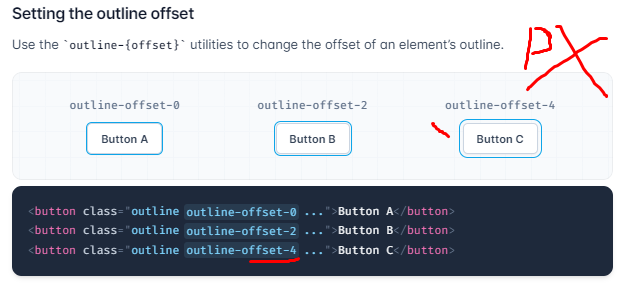 Setting the outline offset
Use the `outline-{offset}` utilities to change the offset of an element’s outline.
PX
outline-offset-0 outline-offset-2 outline-offset-4
Button A Button B Button C
<button class="outline outline-offset-0 ...">Button A</button>
<button class="outline outline-offset-2 ...">Button B</button>
<button class="outline outline-offset-4 ...">Button C</button>